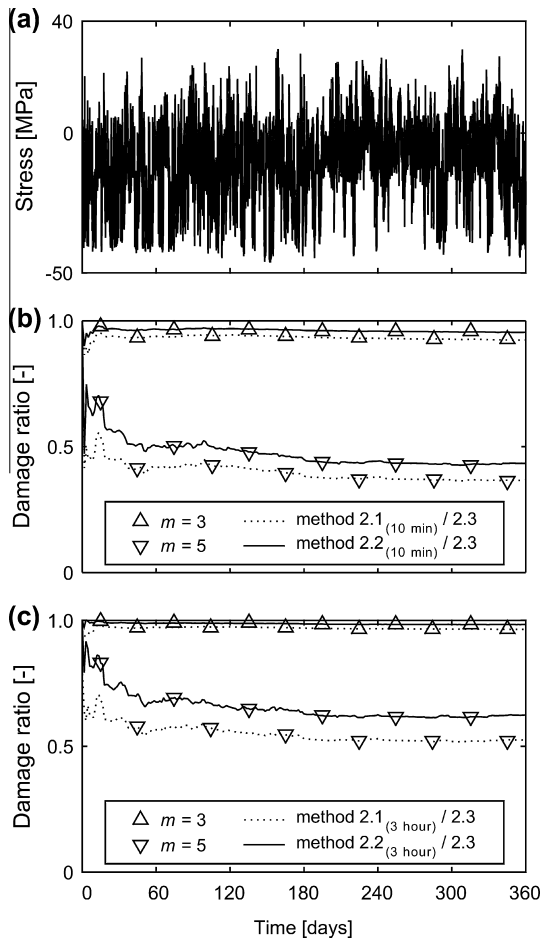 (a)
40
0
-50
Stress [MPa]
(b)
1.0
0.5
0
Damage ratio [-]
m = 3 method 2.1(10 min) / 2.3
m = 5 method 2.2(10 min) / 2.3
(c)
1.0
0.5
0
Damage ratio [-]
m = 3 method 2.1(3 hour) / 2.3
m = 5 method 2.2(3 hour) / 2.3
0 60 120 180 240 300 360
Time [days]